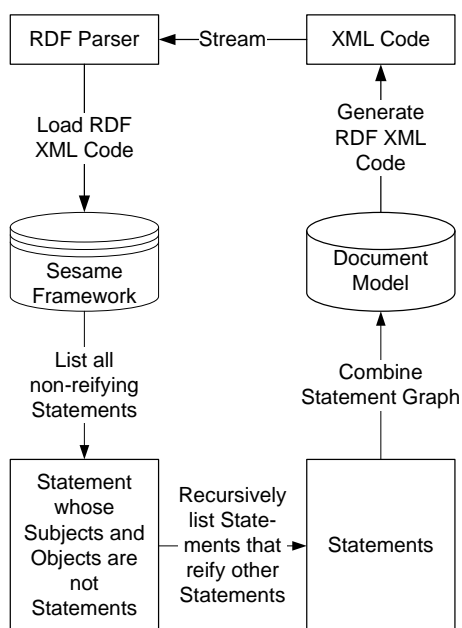 RDF Parser
Stream
XML Code
Load RDF
XML Code
Generate
RDF XML
Code
Sesame
Framework
Document
Model
List all
non-reifying
Statements
Combine
Statement Graph
Statement
whose
Subjects and
Objects are
not
Statements
Recursively
list State-
ments that
reify other
Statements
Statements